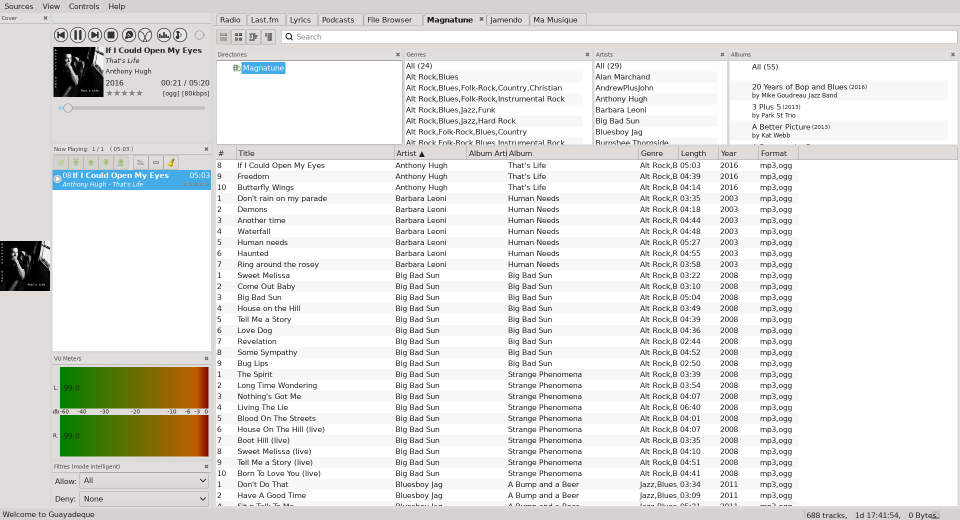 Sources View Controls Help
Cover
If I Could Open My Eyes
That's Life
Anthony Hugh
2016 00:21 / 05:20
[ogg] [80kbps]
Now Playing: 1 / 1 ( 05:03 )
08 If I Could Open My Eyes 05:03
Anthony Hugh - That's Life
VU Meters
L: -99.0
db -60 -40 -30 -20 -10 -6 -3 0
R: -99.0
Filtres (mode intelligent)
Allow: All
Deny: None
Radio Last.fm Lyrics Podcasts File Browser Magnatune Jamendo Ma Musique
Search
Directories
Magnatune
Genres
All (24)
Alt Rock,Blues
Alt Rock,Blues,Folk-Rock,Country,Christian
Alt Rock,Blues,Folk-Rock,Instrumental Rock
Alt Rock,Blues,Jazz,Funk
Alt Rock,Blues,Jazz,Hard Rock
Alt Rock,Folk-Rock,Blues,Country
Alt Rock,Folk-Rock,Blues,Instrumental Rock
Artists
All (29)
Alan Marchand
AndrewPlusJohn
Anthony Hugh
Barbara Leoni
Big Bad Sun
Bluesboy Jag
Burnshee Thornside
Albums
All (55)
20 Years of Bop and Blues (2016)
by Mike Goudreau Jazz Band
3 Plus 5 (2013)
by Park St Trio
A Better Picture (2013)
by Kat Webb
# Title Artist ▲ Album Arti Album Genre Length Year Format
8 If I Could Open My Eyes Anthony Hugh That's Life Alt Rock,B 05:03 2016 mp3,ogg
9 Freedom Anthony Hugh That's Life Alt Rock,B 04:39 2016 mp3,ogg
10 Butterfly Wings Anthony Hugh That's Life Alt Rock,B 04:14 2016 mp3,ogg
1 Don't rain on my parade Barbara Leoni Human Needs Alt Rock,R 03:35 2003 mp3,ogg
2 Demons Barbara Leoni Human Needs Alt Rock,R 04:18 2003 mp3,ogg
3 Another time Barbara Leoni Human Needs Alt Rock,R 04:44 2003 mp3,ogg
4 Waterfall Barbara Leoni Human Needs Alt Rock,R 04:48 2003 mp3,ogg
5 Human needs Barbara Leoni Human Needs Alt Rock,R 05:27 2003 mp3,ogg
6 Haunted Barbara Leoni Human Needs Alt Rock,R 04:55 2003 mp3,ogg
7 Ring around the rosey Barbara Leoni Human Needs Alt Rock,R 03:58 2003 mp3,ogg
1 Sweet Melissa Big Bad Sun Big Bad Sun Alt Rock,B 03:22 2008 mp3,ogg
2 Come Out Baby Big Bad Sun Big Bad Sun Alt Rock,B 03:10 2008 mp3,ogg
3 Big Bad Sun Big Bad Sun Big Bad Sun Alt Rock,B 05:04 2008 mp3,ogg
4 House on the Hill Big Bad Sun Big Bad Sun Alt Rock,B 03:49 2008 mp3,ogg
5 Tell Me a Story Big Bad Sun Big Bad Sun Alt Rock,B 04:39 2008 mp3,ogg
6 Love Dog Big Bad Sun Big Bad Sun Alt Rock,B 04:36 2008 mp3,ogg
7 Revelation Big Bad Sun Big Bad Sun Alt Rock,B 02:44 2008 mp3,ogg
8 Some Sympathy Big Bad Sun Big Bad Sun Alt Rock,B 04:52 2008 mp3,ogg
9 Bug Lips Big Bad Sun Big Bad Sun Alt Rock,B 02:50 2008 mp3,ogg
1 The Spirit Big Bad Sun Strange Phenomena Alt Rock,B 03:39 2008 mp3,ogg
2 Long Time Wondering Big Bad Sun Strange Phenomena Alt Rock,B 03:54 2008 mp3,ogg
3 Nothing's Got Me Big Bad Sun Strange Phenomena Alt Rock,B 04:07 2008 mp3,ogg
4 Living The Lie Big Bad Sun Strange Phenomena Alt Rock,B 06:40 2008 mp3,ogg
5 Blood On The Streets Big Bad Sun Strange Phenomena Alt Rock,B 04:01 2008 mp3,ogg
6 House On The Hill (live) Big Bad Sun Strange Phenomena Alt Rock,B 04:07 2008 mp3,ogg
7 Boot Hill (live) Big Bad Sun Strange Phenomena Alt Rock,B 03:35 2008 mp3,ogg
8 Sweet Melissa (live) Big Bad Sun Strange Phenomena Alt Rock,B 04:10 2008 mp3,ogg
9 Tell Me a Story (live) Big Bad Sun Strange Phenomena Alt Rock,B 04:51 2008 mp3,ogg
10 Born To Love You (live) Big Bad Sun Strange Phenomena Alt Rock,B 04:41 2008 mp3,ogg
1 Don't Do That Bluesboy Jag A Bump and a Beer Jazz,Blues, 03:34 2011 mp3,ogg
2 Have A Good Time Bluesboy Jag A Bump and a Beer Jazz,Blues, 03:09 2011 mp3,ogg
Welcome to Guayadeque
688 tracks, 1d 17:41:54, 0 Bytes